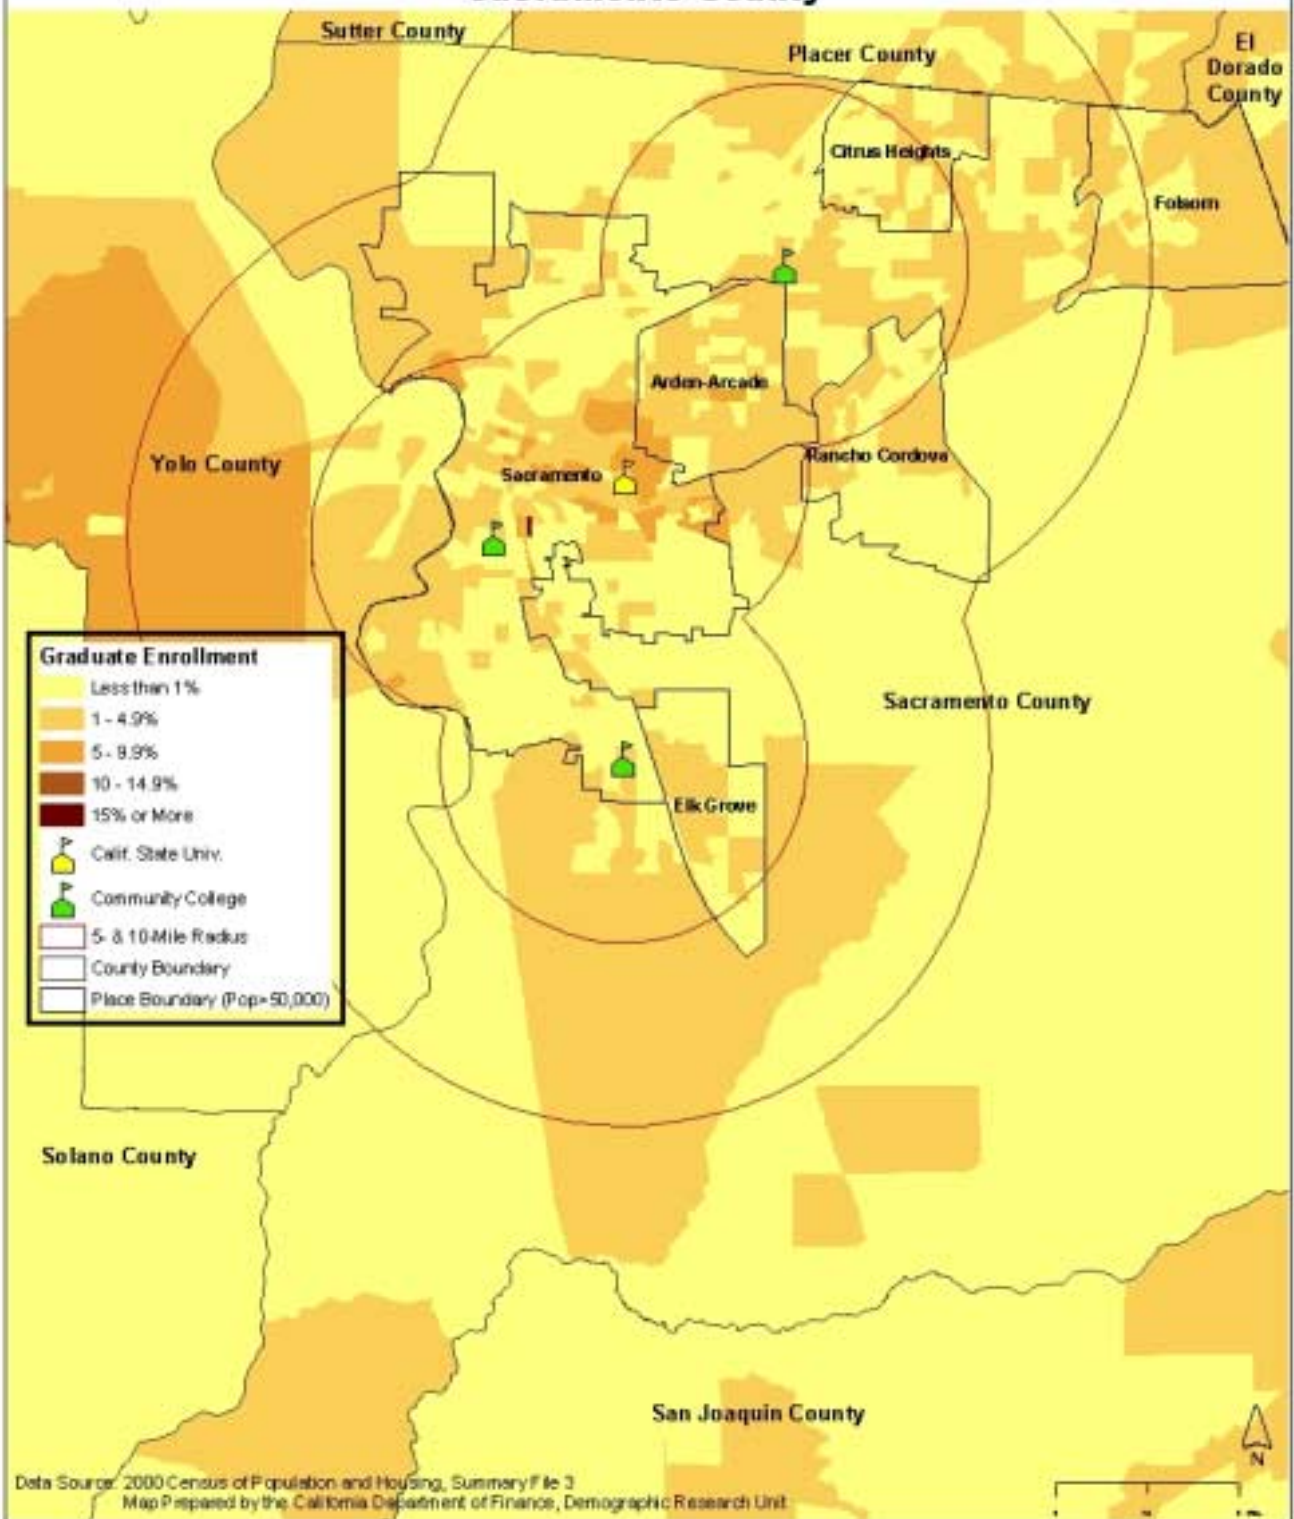 Sutter County
Placer County
El
Dorado
County
Citrus Heights
Folsom
Arden-Arcade
Yolo County
Sacramento
Rancho Cordova
Graduate Enrollment
Less than 1%
1 - 4.9%
5 - 9.9%
10 - 14.9%
15% or More
Calif. State Univ.
Community College
5- & 10-Mile Radius
County Boundary
Place Boundary (Pop>50,000)
Sacramento County
Elk Grove
Solano County
San Joaquin County
N
Data Source: 2000 Census of Population and Housing, Summary File 3
Map Prepared by the California Department of Finance, Demographic Research Unit